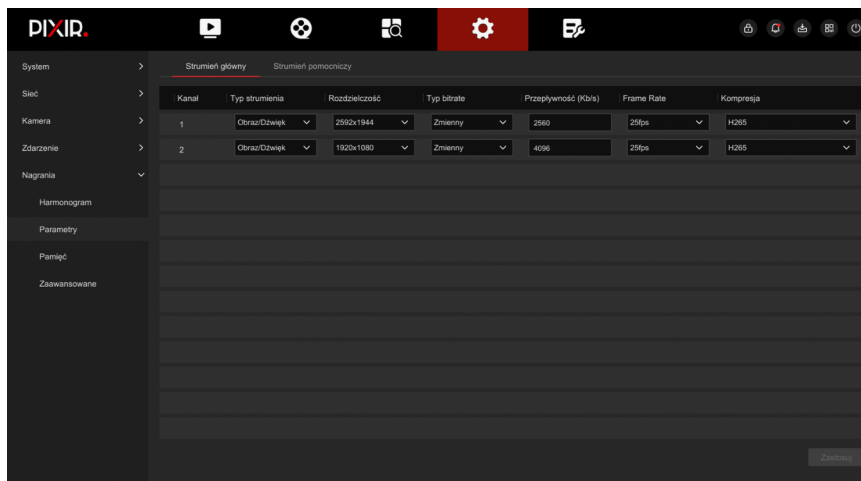 PIXIR.
System
Strumień główny Strumień pomocniczy
Sieć
Kanał Typ strumienia Rozdzielczość Typ bitrate Przepływność (Kb/s) Frame Rate Kompresja
Kamera
1 Obraz/Dźwięk 2592x1944 Zmienny 2560 25fps H265
Zdarzenie
2 Obraz/Dźwięk 1920x1080 Zmienny 4096 25fps H265
Nagrania
Harmonogram
Parametry
Pamięć
Zaawansowane
Zastosuj